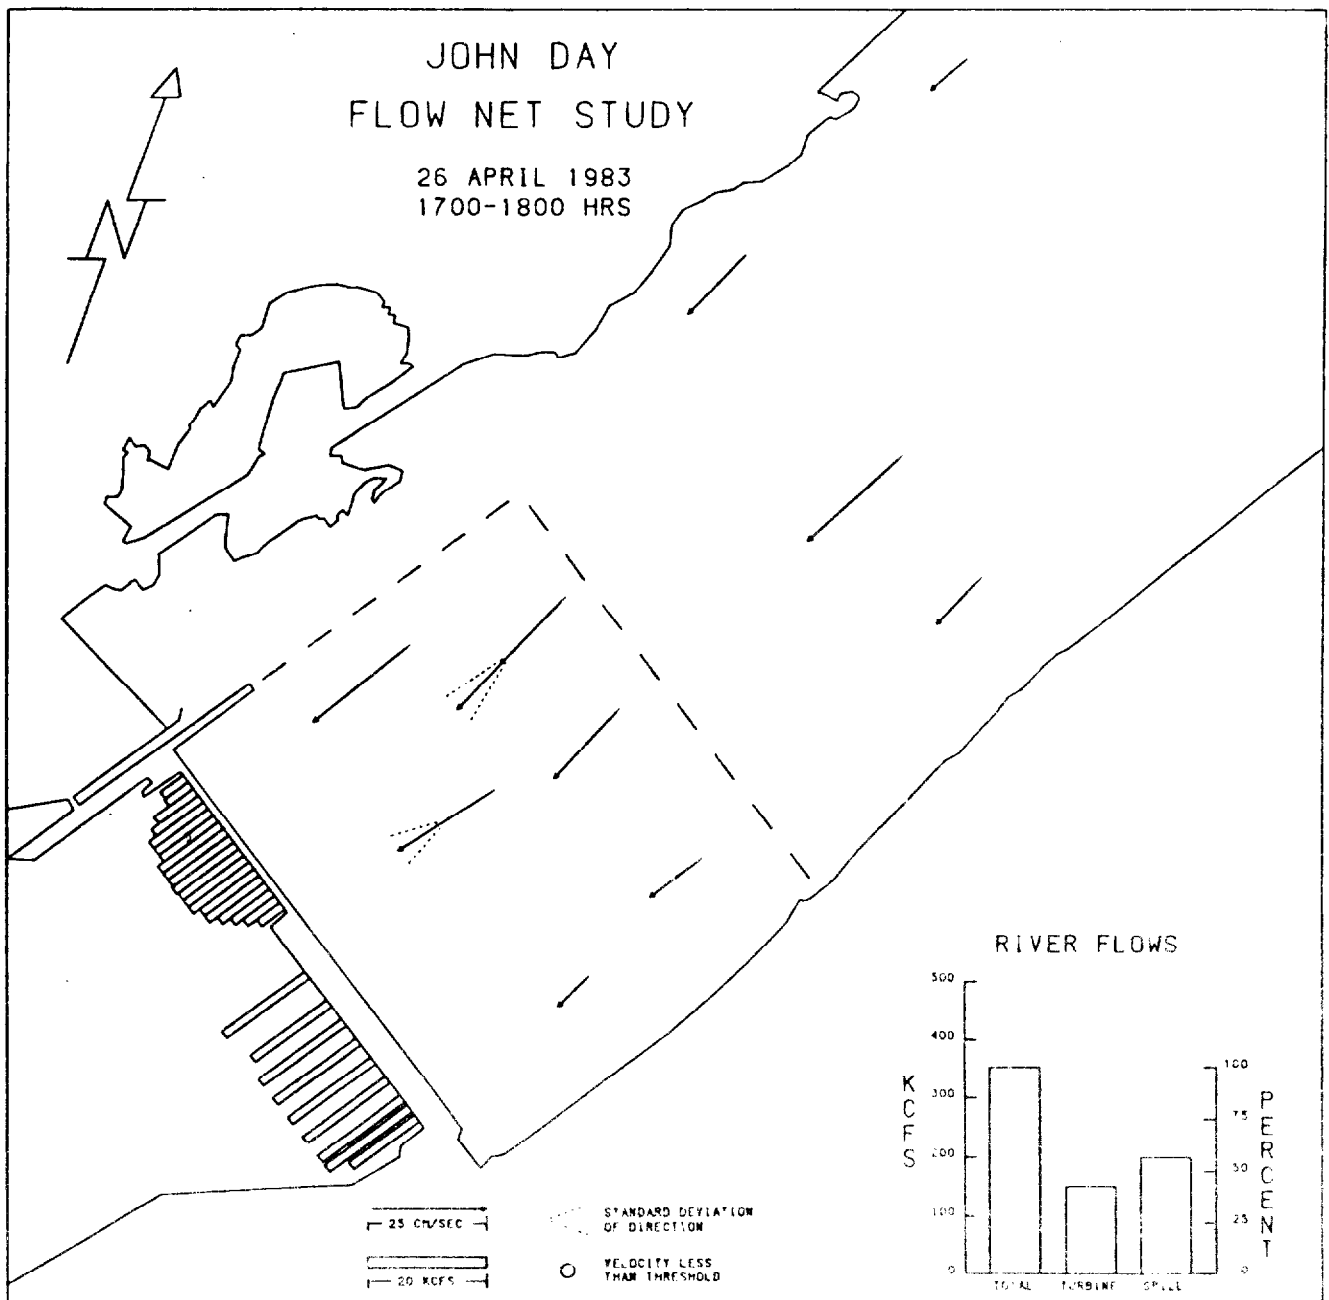 JOHN DAY
FLOW NET STUDY
26 APRIL 1983
1700-1800 HRS
RIVER FLOWS
500
400
300
200
100
0
KCFS
100
75
50
25
0
PERCENT
TOTAL TURBINE SPILL
25 CM/SEC
20 KCFS
STANDARD DEVIATION
OF DIRECTION
VELOCITY LESS
THAN THRESHOLD